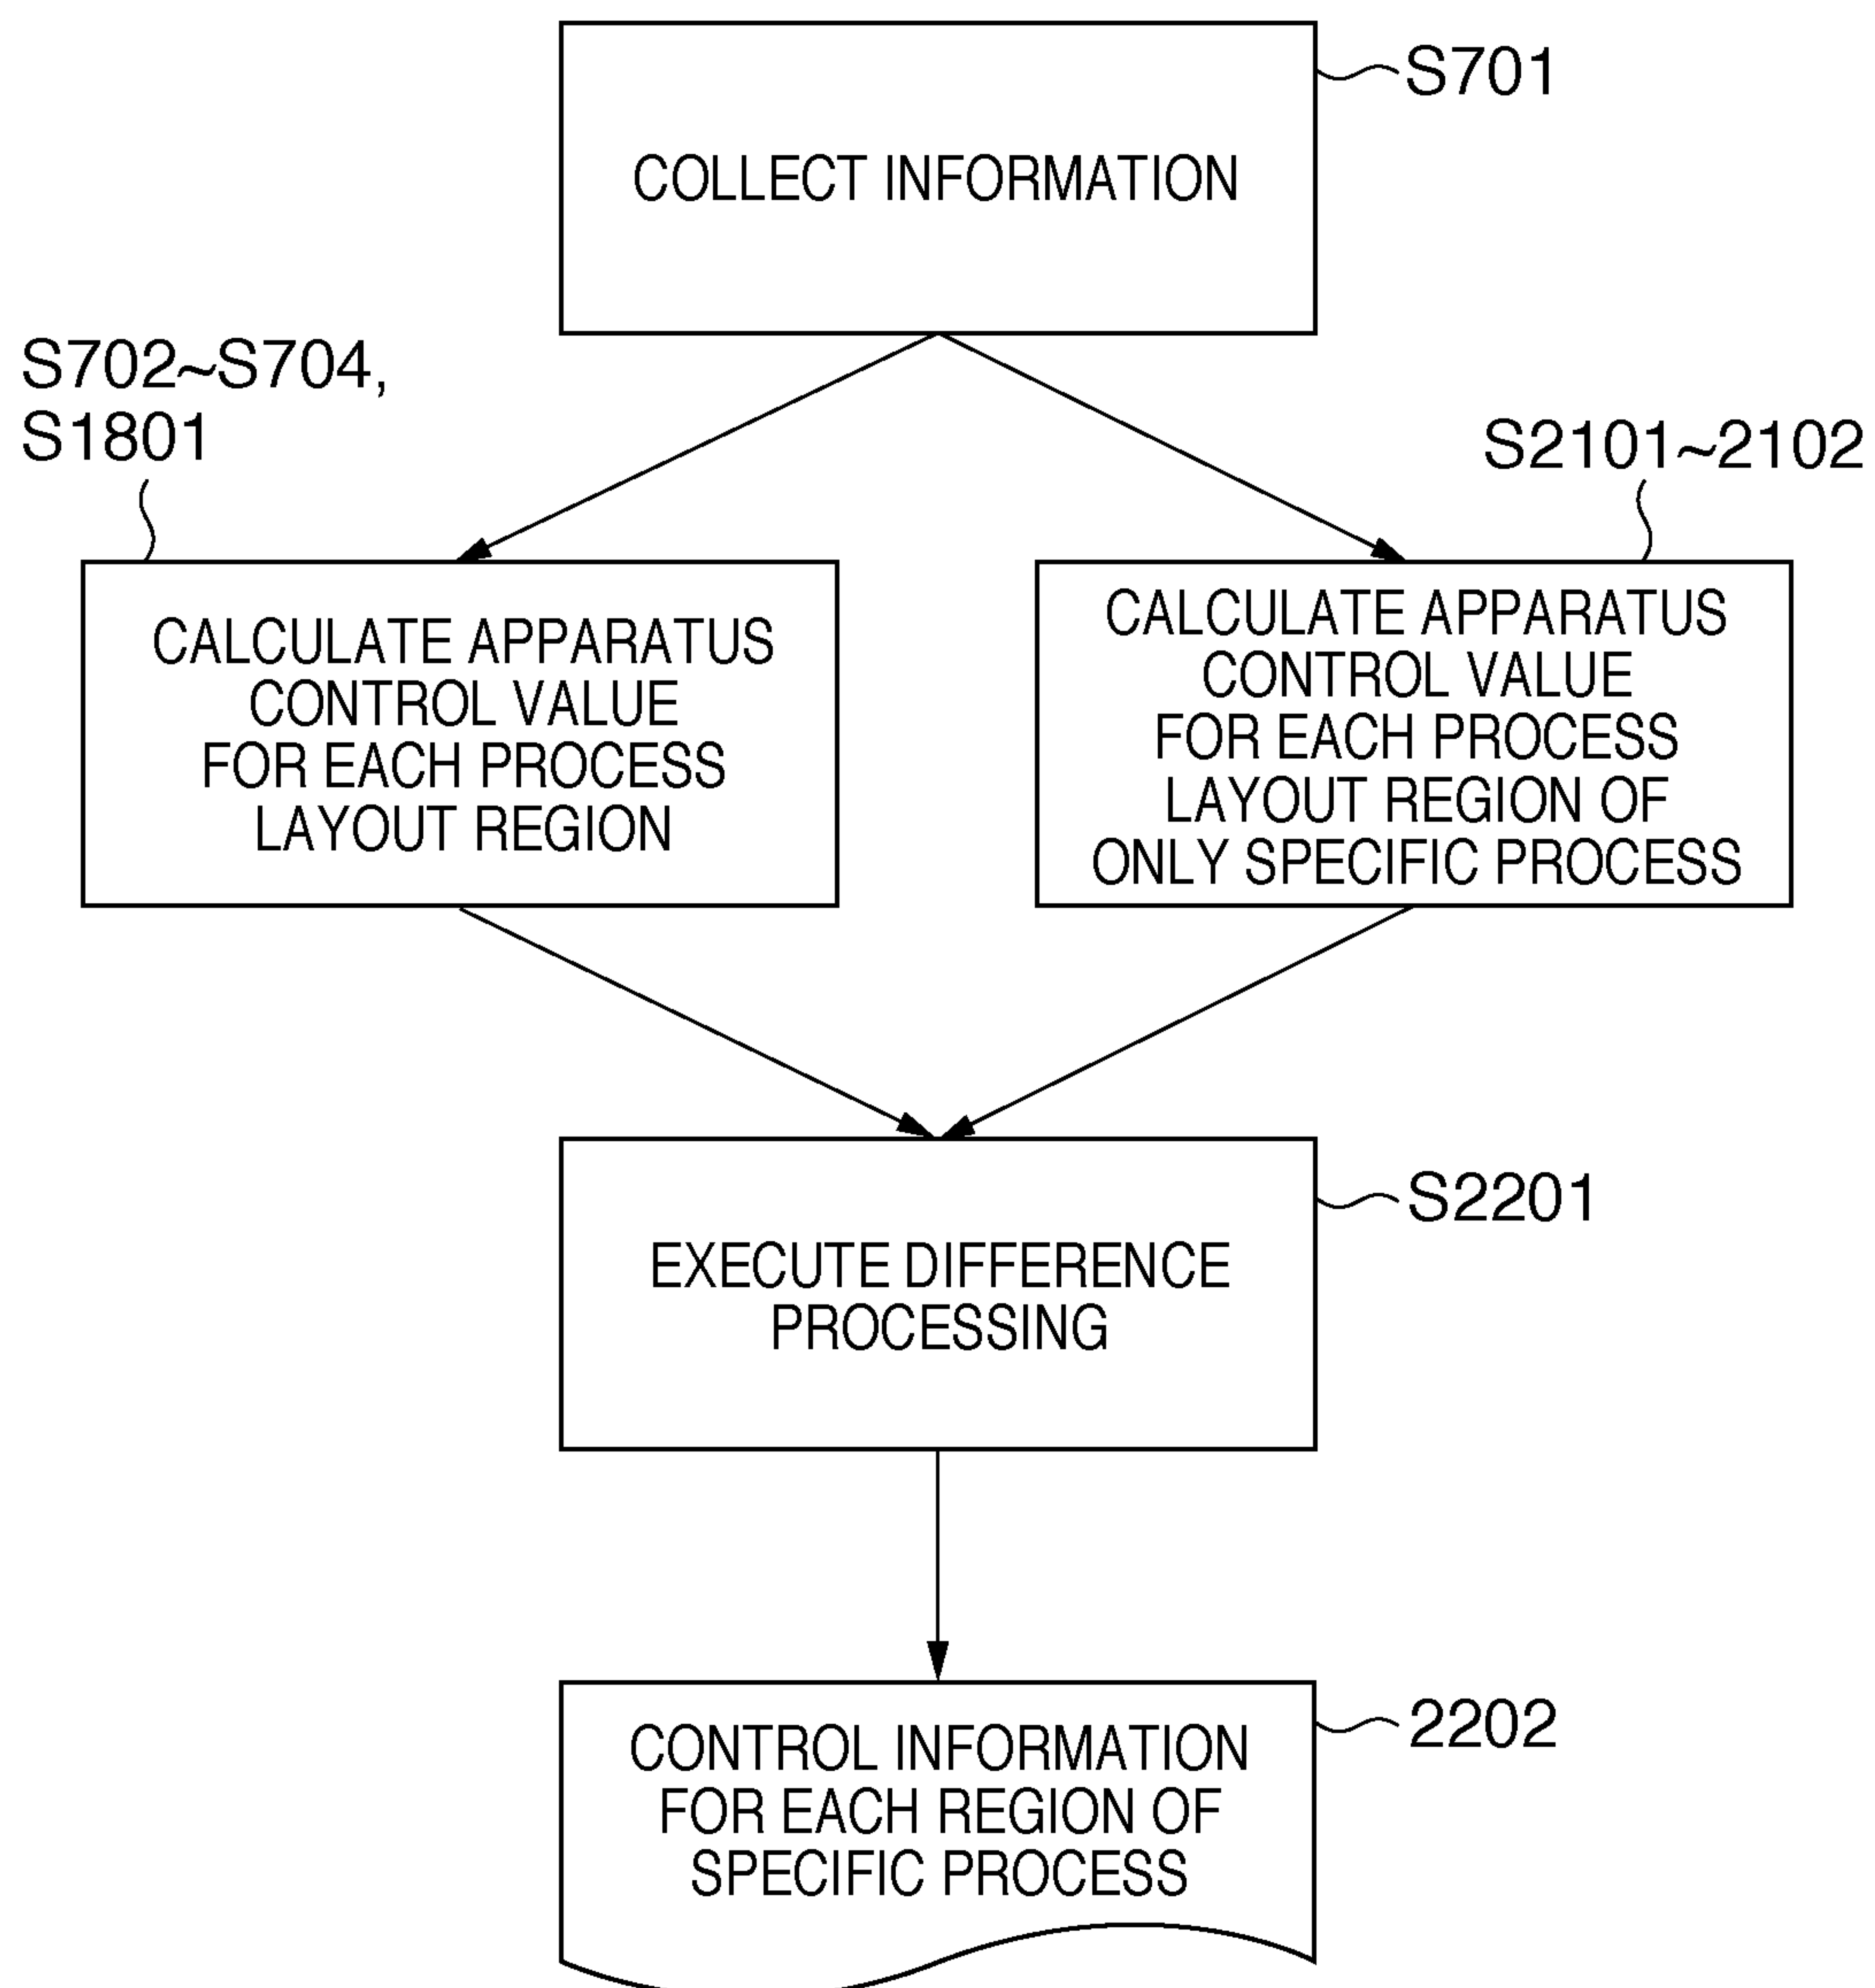 COLLECT INFORMATION
S701
S702~S704,
S1801
S2101~2102
CALCULATE APPARATUS
CONTROL VALUE
FOR EACH PROCESS
LAYOUT REGION
CALCULATE APPARATUS
CONTROL VALUE
FOR EACH PROCESS
LAYOUT REGION OF
ONLY SPECIFIC PROCESS
EXECUTE DIFFERENCE
PROCESSING
S2201
CONTROL INFORMATION
FOR EACH REGION OF
SPECIFIC PROCESS
2202